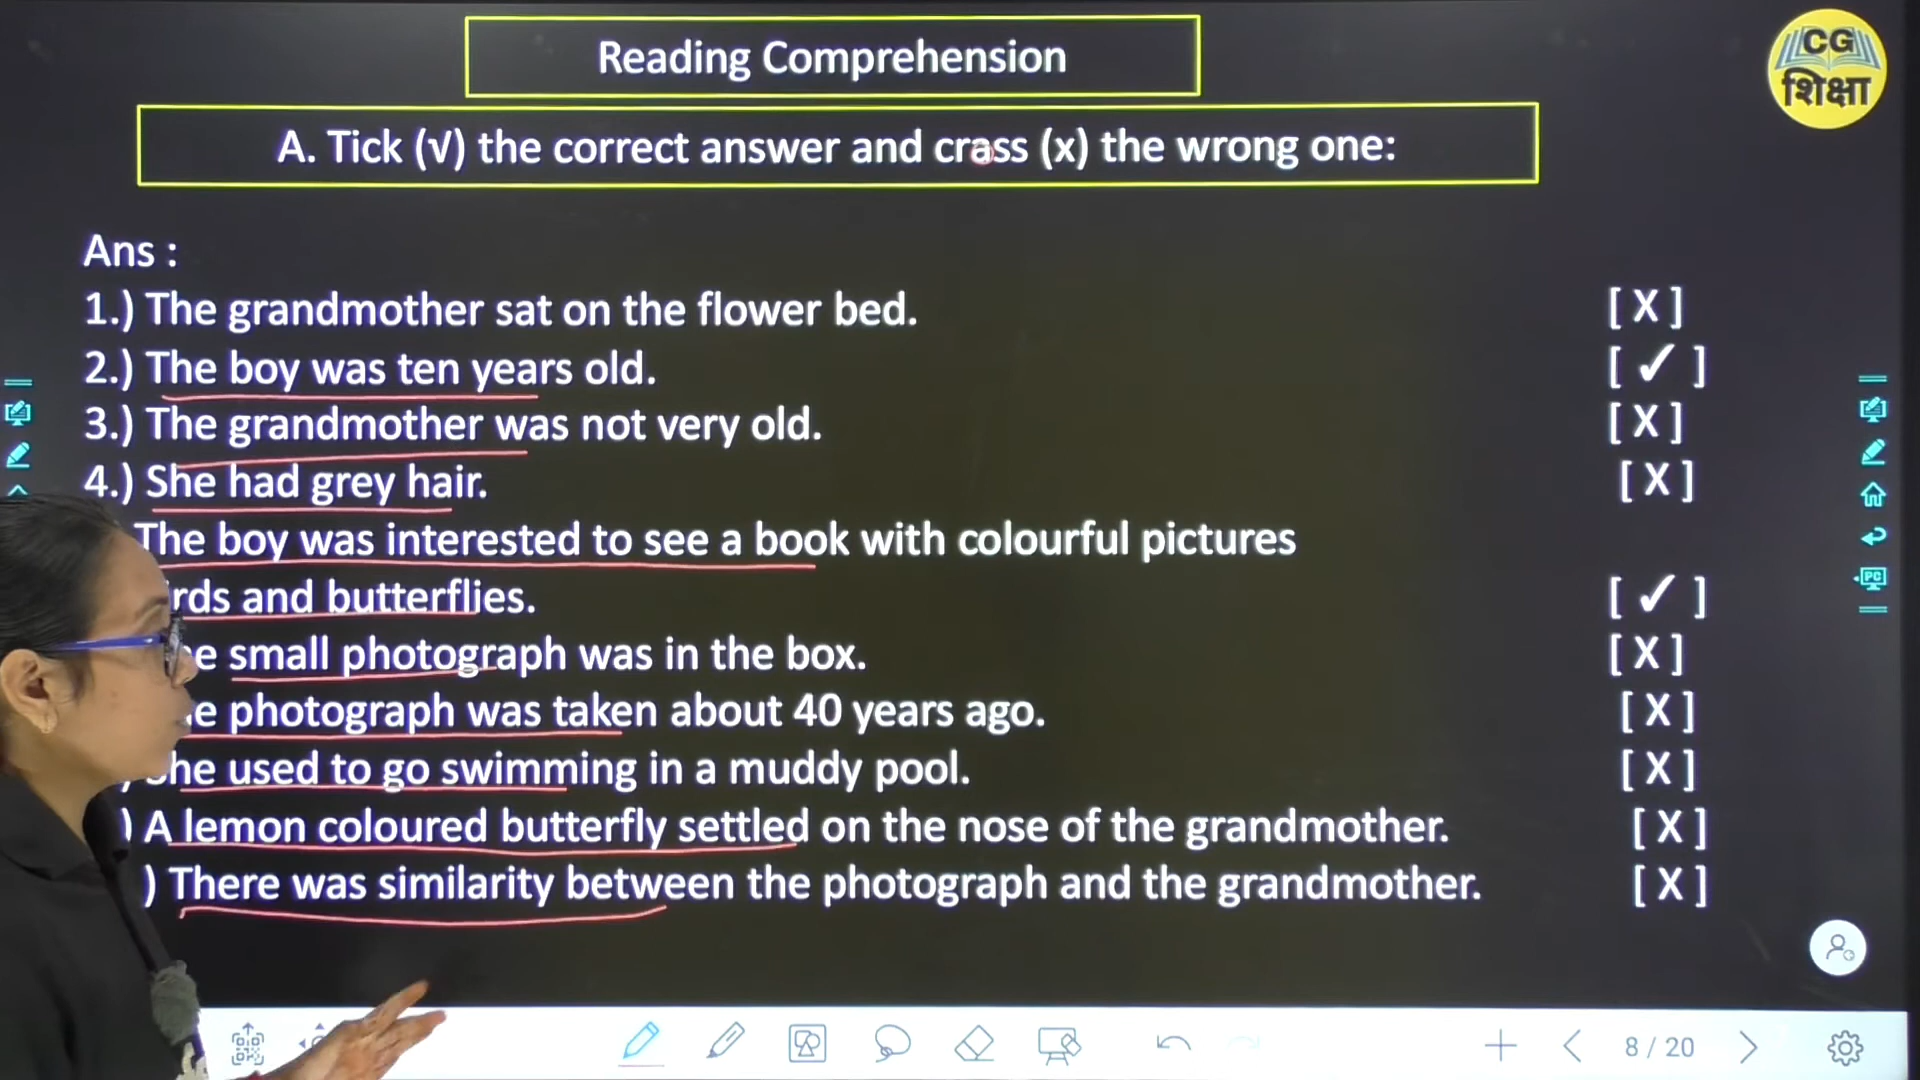 Reading Comprehension
CG
शिक्षा
A. Tick (√) the correct answer and crass (x) the wrong one:
Ans :
1.) The grandmother sat on the flower bed. [ X ]
2.) The boy was ten years old. [ ✓ ]
3.) The grandmother was not very old. [ X ]
4.) She had grey hair. [ X ]
The boy was interested to see a book with colourful pictures
and butterflies. [ ✓ ]
small photograph was in the box. [ X ]
photograph was taken about 40 years ago. [ X ]
She used to go swimming in a muddy pool. [ X ]
) A lemon coloured butterfly settled on the nose of the grandmother. [ X ]
) There was similarity between the photograph and the grandmother. [ X ]
PC
8 / 20